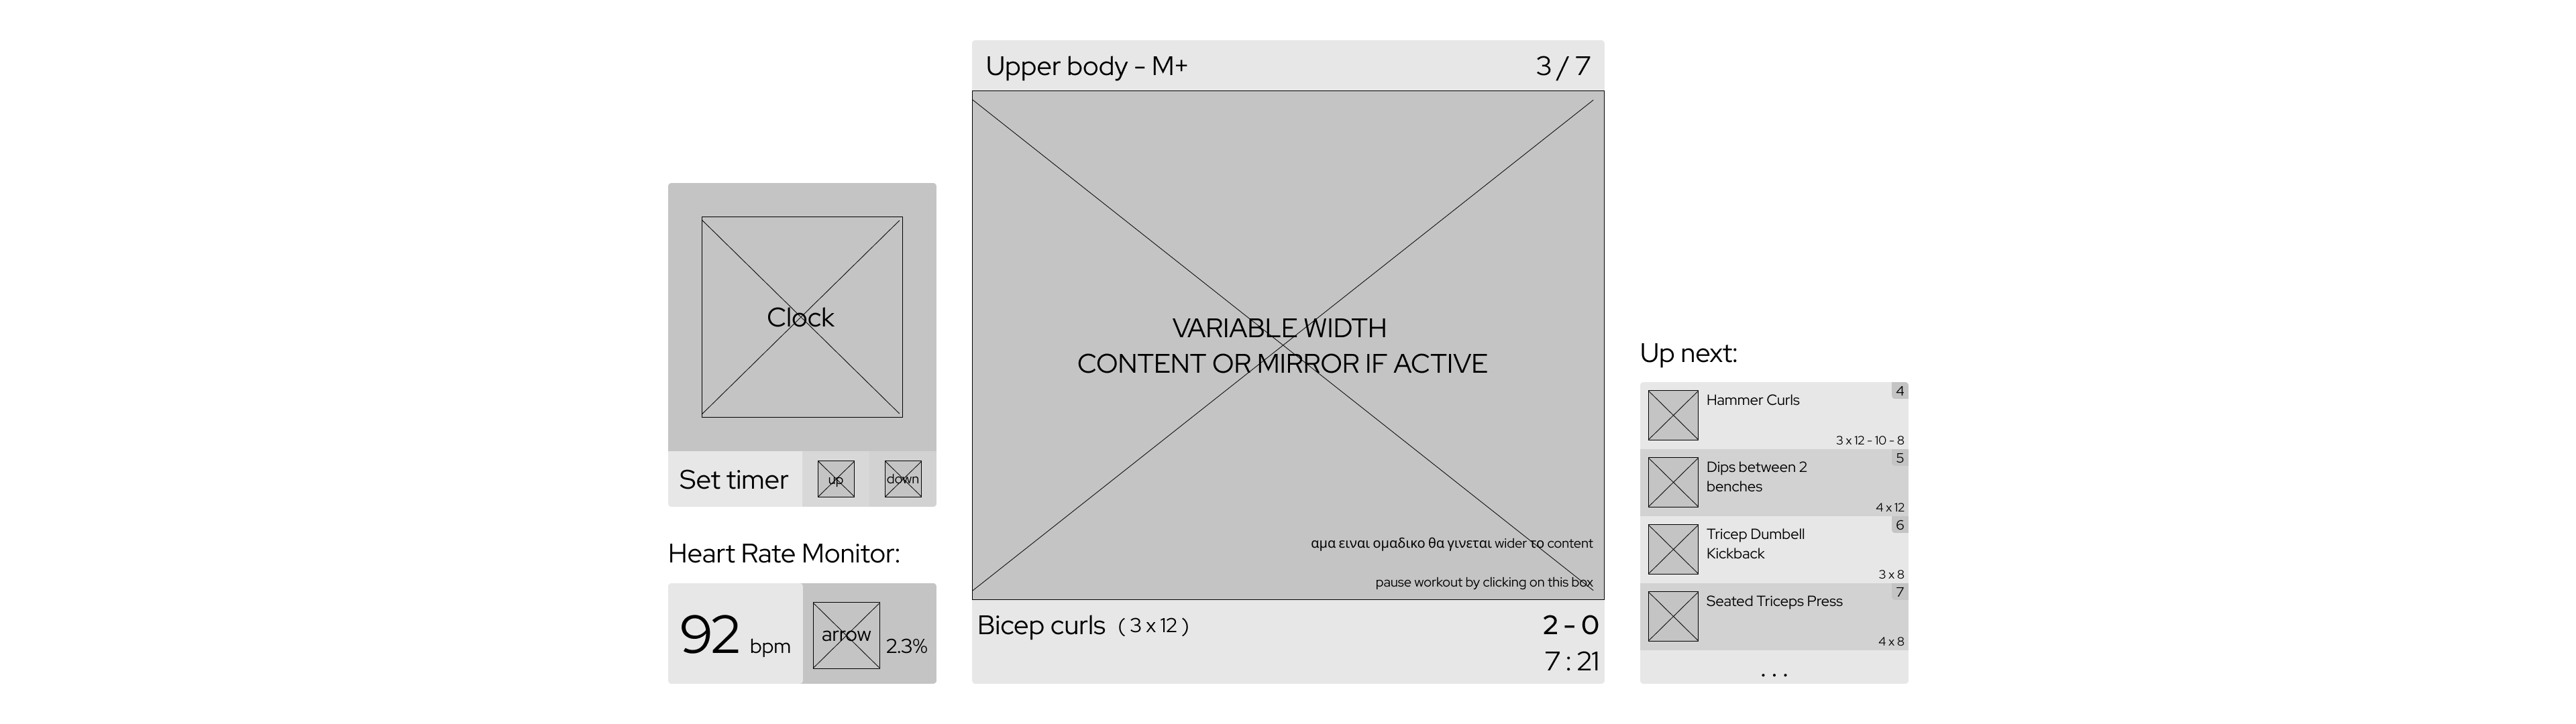 Upper body - M+
3 / 7
Clock
Set timer
up
down
Heart Rate Monitor:
92 bpm
arrow
2.3%
VARIABLE WIDTH
CONTENT OR MIRROR IF ACTIVE
αμα ειναι ομαδικο θα γινεται wider το content
pause workout by clicking on this box
Bicep curls ( 3 x 12 )
2 - 0
7 : 21
Up next:
Hammer Curls
4
3 x 12 - 10 - 8
Dips between 2
benches
5
4 x 12
Tricep Dumbell
Kickback
6
3 x 8
Seated Triceps Press
7
4 x 8
. . .